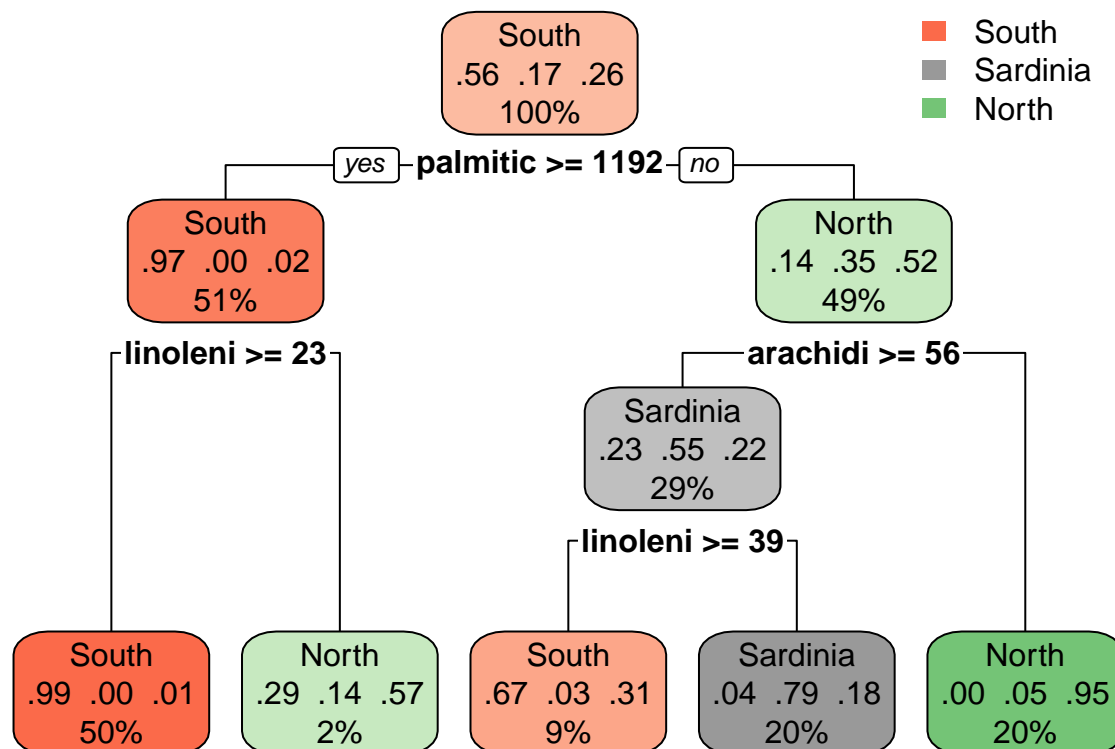 South
.56 .17 .26
100%
South
Sardinia
North
yes palmitic >= 1192 no
South
.97 .00 .02
51%
North
.14 .35 .52
49%
linoleni >= 23
arachidi >= 56
Sardinia
.23 .55 .22
29%
linoleni >= 39
South
.99 .00 .01
50%
North
.29 .14 .57
2%
South
.67 .03 .31
9%
Sardinia
.04 .79 .18
20%
North
.00 .05 .95
20%